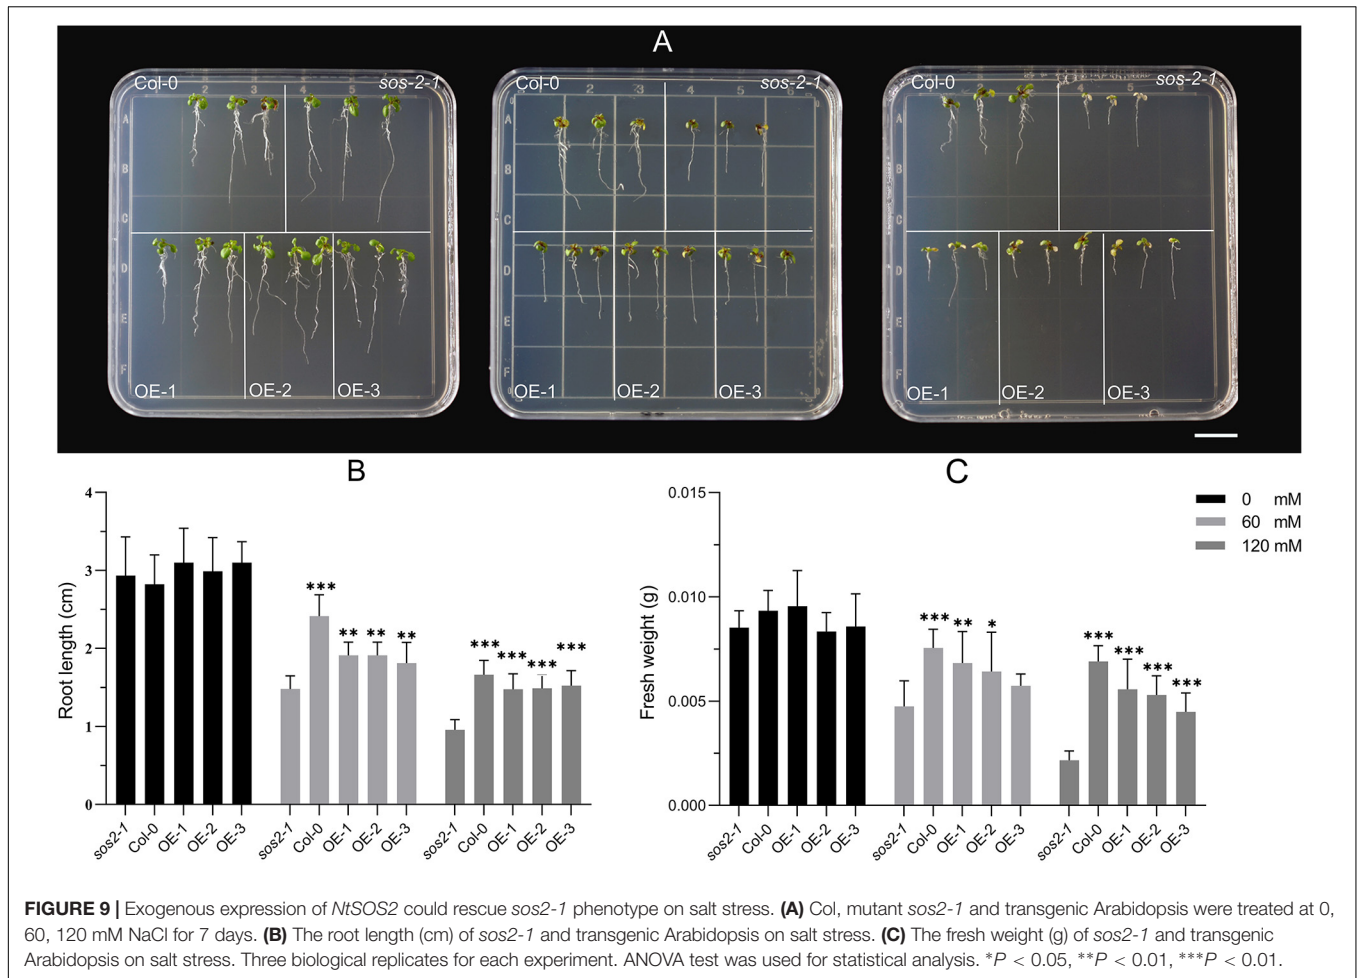 A
Col-0 sos-2-1
Col-0 sos-2-1
Col-0 sos-2-1
OE-1 OE-2 OE-3
OE-1 OE-2 OE-3
OE-1 OE-2 OE-3
B
4
3
2
1
0
Root length (cm)
***
** ** **
*** *** *** ***
sos2-1 Col-0 OE-1 OE-2 OE-3
sos2-1 Col-0 OE-1 OE-2 OE-3
sos2-1 Col-0 OE-1 OE-2 OE-3
C
0.015
0.010
0.005
0.000
Fresh weight (g)
*** ** *
*** *** *** ***
sos2-1 Col-0 OE-1 OE-2 OE-3
sos2-1 Col-0 OE-1 OE-2 OE-3
sos2-1 Col-0 OE-1 OE-2 OE-3
0 mM
60 mM
120 mM
FIGURE 9 | Exogenous expression of NtSOS2 could rescue sos2-1 phenotype on salt stress. (A) Col, mutant sos2-1 and transgenic Arabidopsis were treated at 0,
60, 120 mM NaCl for 7 days. (B) The root length (cm) of sos2-1 and transgenic Arabidopsis on salt stress. (C) The fresh weight (g) of sos2-1 and transgenic
Arabidopsis on salt stress. Three biological replicates for each experiment. ANOVA test was used for statistical analysis. *P < 0.05, **P < 0.01, ***P < 0.01.